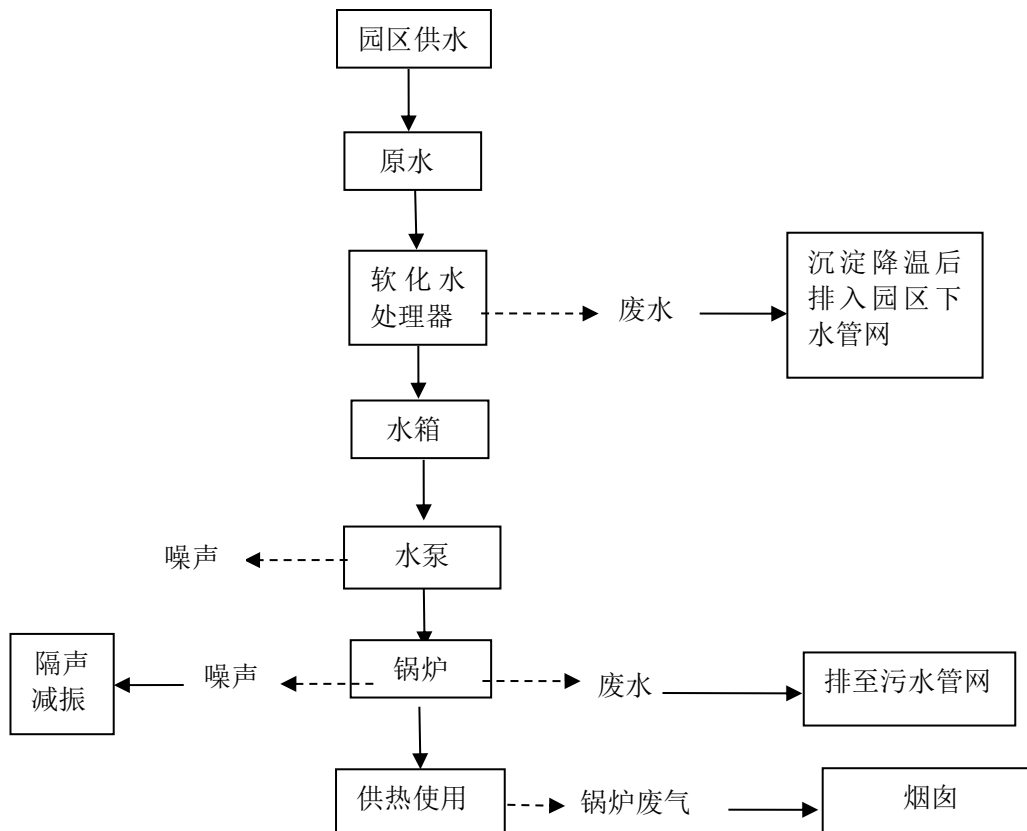 园区供水
原水
软化水
处理器
废水
沉淀降温后
排入园区下
水管网
水箱
水泵
噪声
锅炉
噪声
隔声
减振
废水
排至污水管网
供热使用
锅炉废气
烟囱